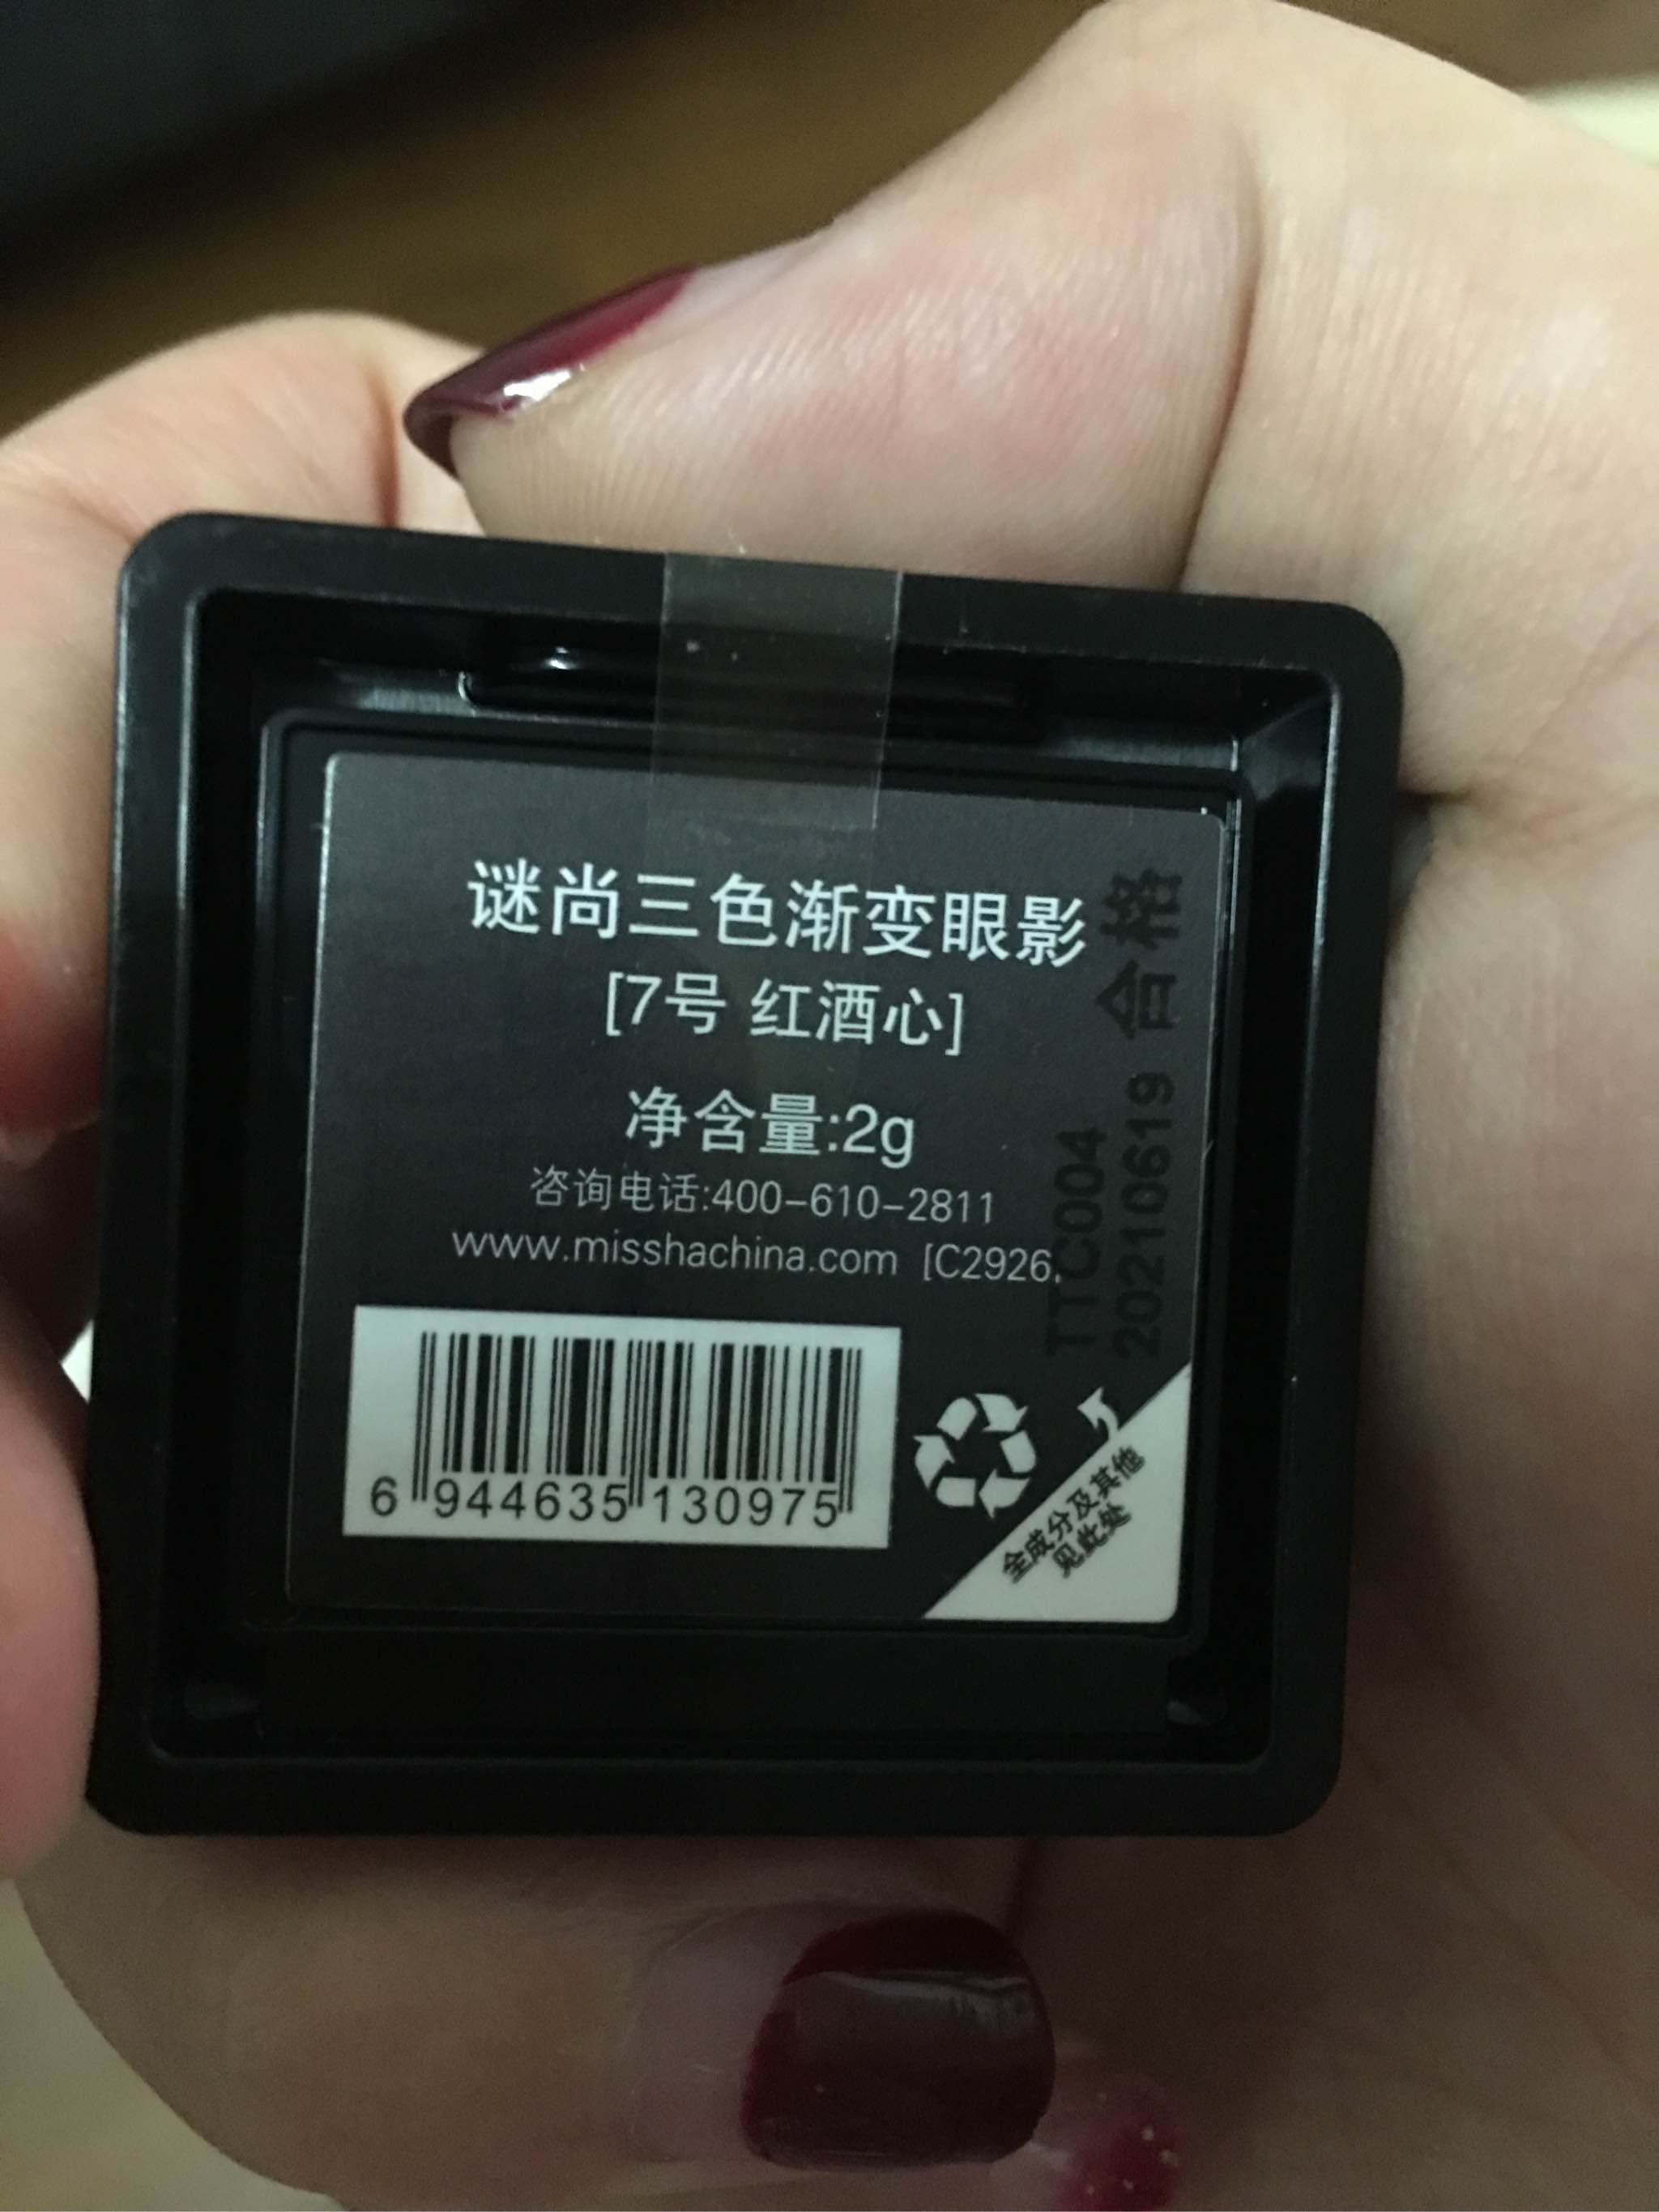 谜尚三色渐变眼影
[7号 红酒心]
净含量:2g
咨询电话:400-610-2811
www.misshachina.com [C2926
TTC004
20210619 合格
6 944635 130975
全成分及其他
见此处